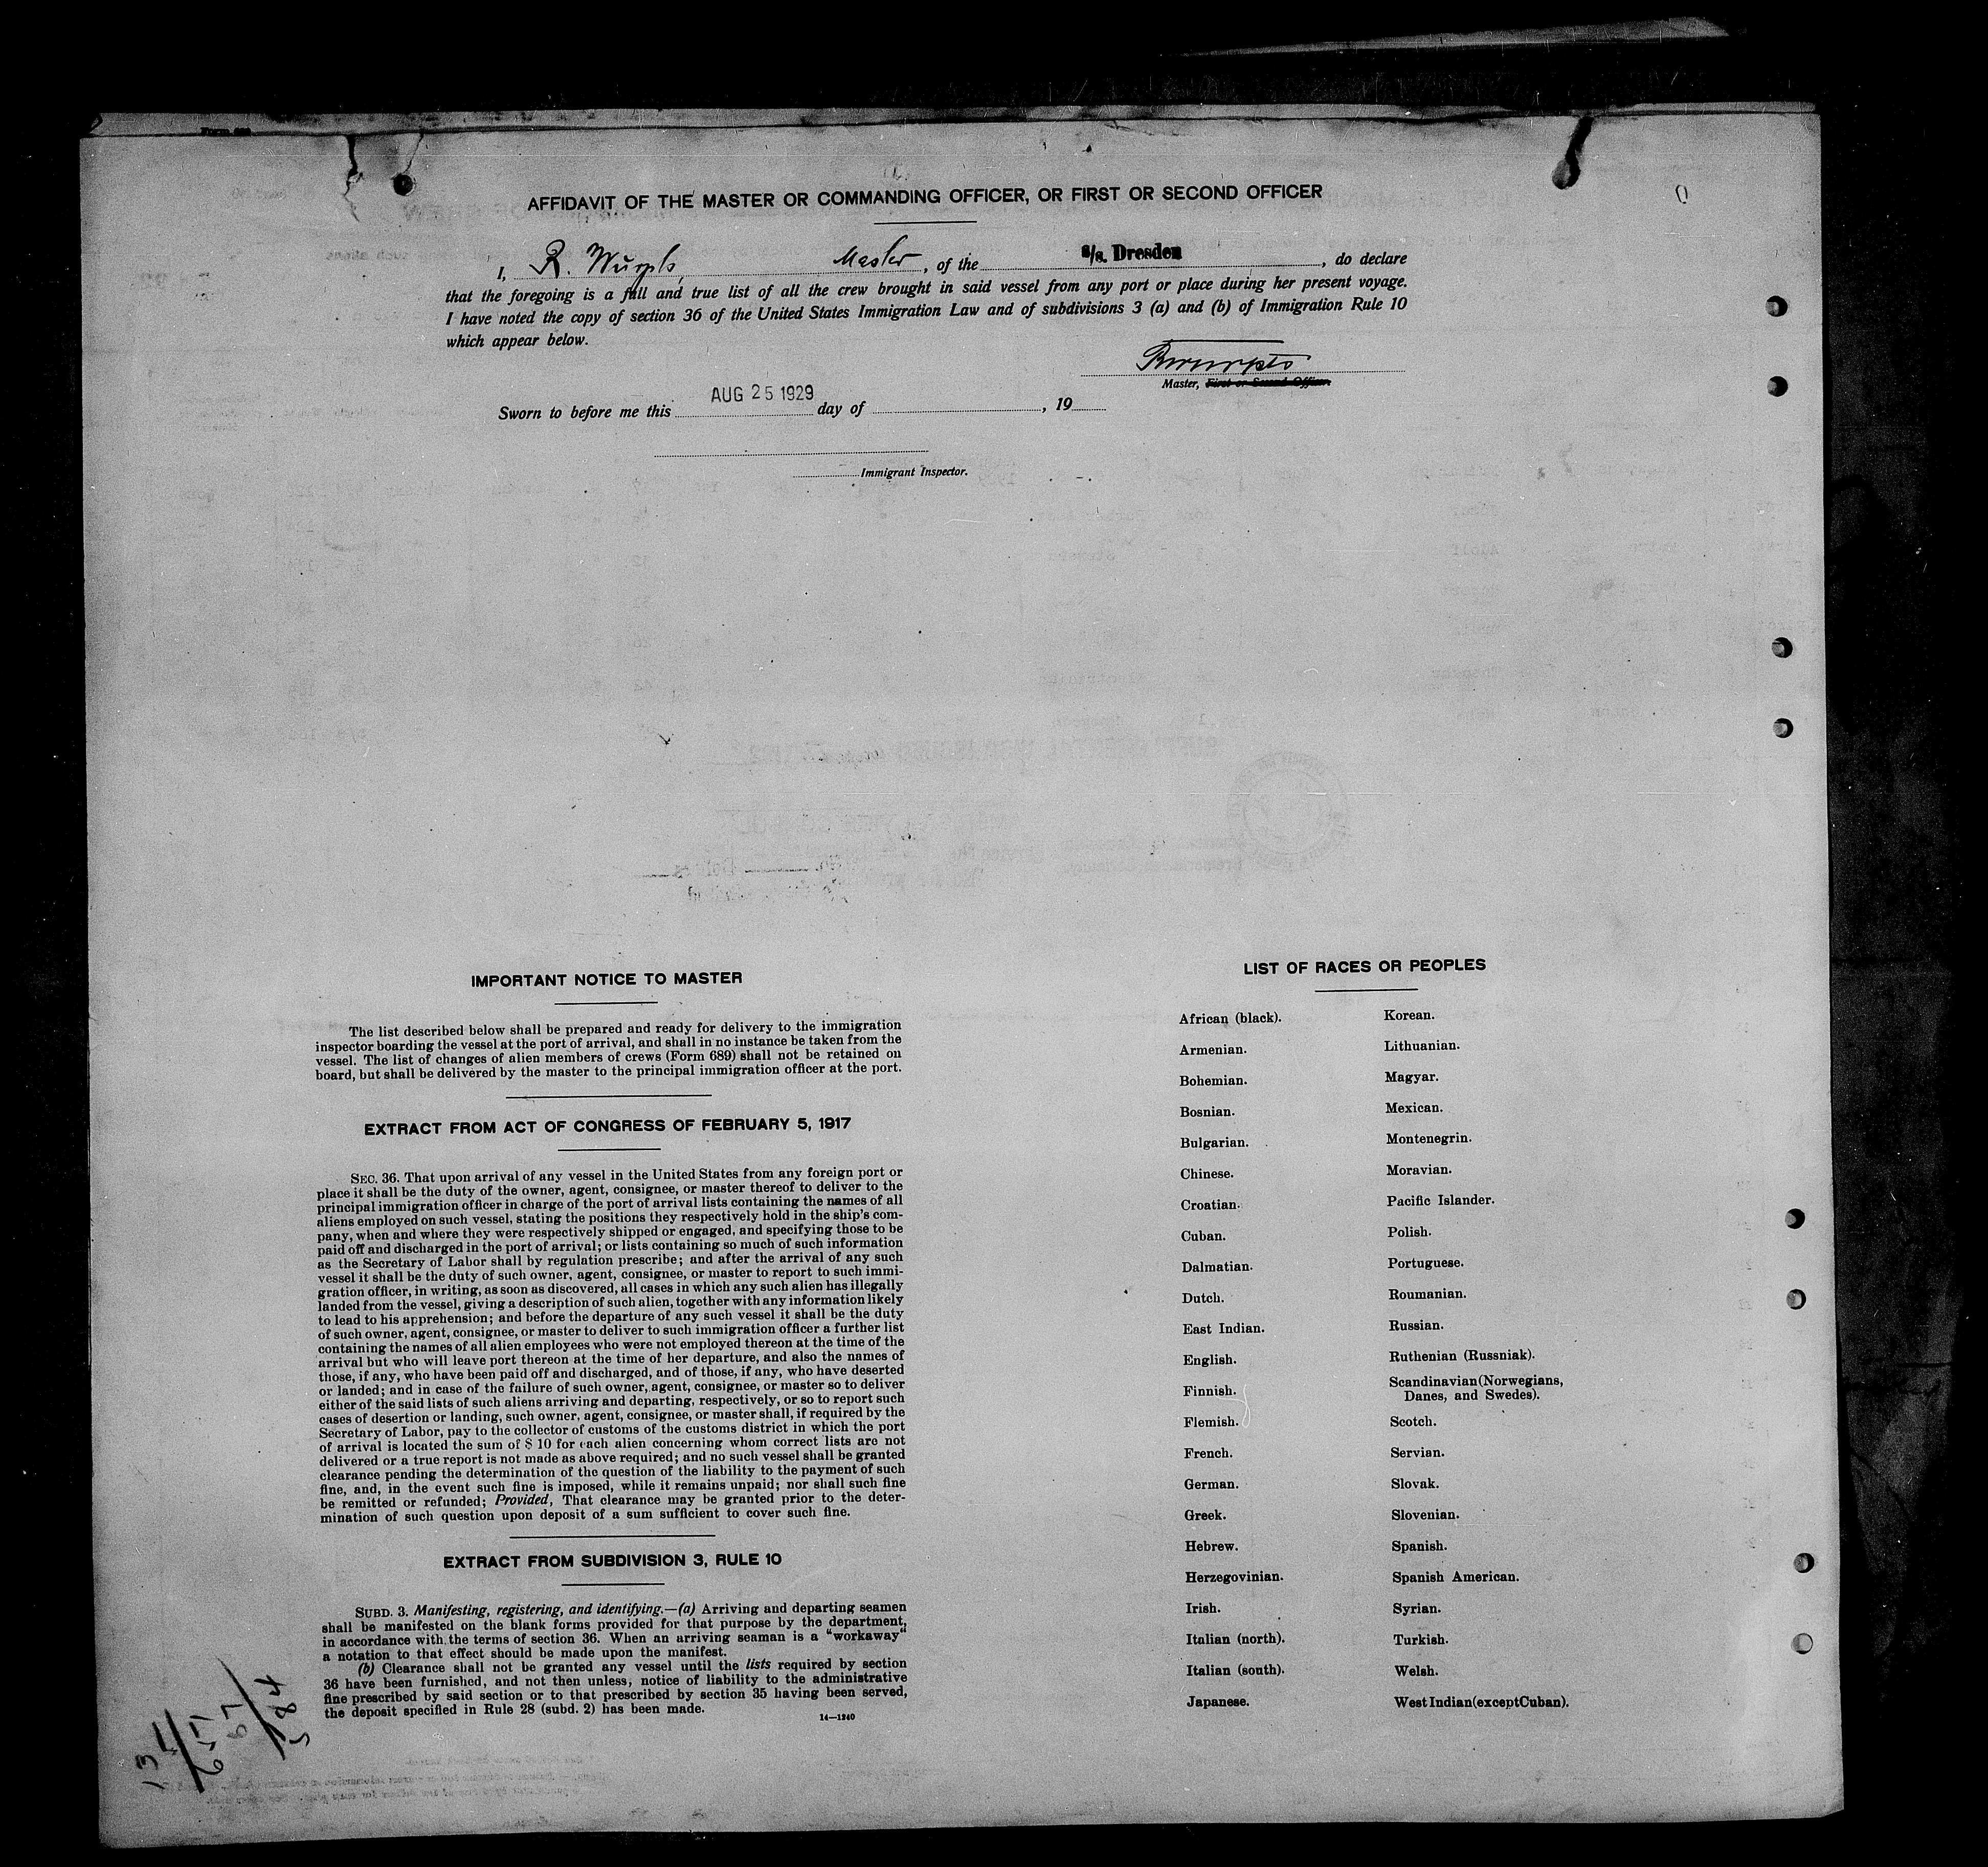 AFFIDAVIT OF THE MASTER OR COMMANDING OFFICER, OR FIRST OR SECOND OFFICER
I, R. Wurpts, Master, of the S/s. Dresden, do declare
that the foregoing is a full and true list of all the crew brought in said vessel from any port or place during her present voyage.
I have noted the copy of section 36 of the United States Immigration Law and of subdivisions 3 (a) and (b) of Immigration Rule 10
which appear below.
RWurpts
Master, First or Second Officer.
Sworn to before me this AUG 25 1929 day of , 19
Immigrant Inspector.
IMPORTANT NOTICE TO MASTER
The list described below shall be prepared and ready for delivery to the immigration
inspector boarding the vessel at the port of arrival, and shall in no instance be taken from the
vessel. The list of changes of alien members of crews (Form 689) shall not be retained on
board, but shall be delivered by the master to the principal immigration officer at the port.
EXTRACT FROM ACT OF CONGRESS OF FEBRUARY 5, 1917
SEC. 36. That upon arrival of any vessel in the United States from any foreign port or
place it shall be the duty of the owner, agent, consignee, or master thereof to deliver to the
principal immigration officer in charge of the port of arrival lists containing the names of all
aliens employed on such vessel, stating the positions they respectively hold in the ship's com-
pany, when and where they were respectively shipped or engaged, and specifying those to be
paid off and discharged in the port of arrival; or lists containing so much of such information
as the Secretary of Labor shall by regulation prescribe; and after the arrival of any such
vessel it shall be the duty of such owner, agent, consignee, or master to report to such immi-
gration officer, in writing, as soon as discovered, all cases in which any such alien has illegally
landed from the vessel, giving a description of such alien, together with any information likely
to lead to his apprehension; and before the departure of any such vessel it shall be the duty
of such owner, agent, consignee, or master to deliver to such immigration officer a further list
containing the names of all alien employees who were not employed thereon at the time of the
arrival but who will leave port thereon at the time of her departure, and also the names of
those, if any, who have been paid off and discharged, and of those, if any, who have deserted
or landed; and in case of the failure of such owner, agent, consignee, or master so to deliver
either of the said lists of such aliens arriving and departing, respectively, or so to report such
cases of desertion or landing, such owner, agent, consignee, or master shall, if required by the
Secretary of Labor, pay to the collector of customs of the customs district in which the port
of arrival is located the sum of $ 10 for each alien concerning whom correct lists are not
delivered or a true report is not made as above required; and no such vessel shall be granted
clearance pending the determination of the question of the liability to the payment of such
fine, and, in the event such fine is imposed, while it remains unpaid; nor shall such fine
be remitted or refunded; Provided, That clearance may be granted prior to the deter-
mination of such question upon deposit of a sum sufficient to cover such fine.
EXTRACT FROM SUBDIVISION 3, RULE 10
SUBD. 3. Manifesting, registering, and identifying.—(a) Arriving and departing seamen
shall be manifested on the blank forms provided for that purpose by the department,
in accordance with the terms of section 36. When an arriving seaman is a "workaway"
a notation to that effect should be made upon the manifest.
(b) Clearance shall not be granted any vessel until the lists required by section
36 have been furnished, and not then unless, notice of liability to the administrative
fine prescribed by said section or to that prescribed by section 35 having been served,
the deposit specified in Rule 28 (subd. 2) has been made.
14—1240
LIST OF RACES OR PEOPLES
African (black).
Armenian.
Bohemian.
Bosnian.
Bulgarian.
Chinese.
Croatian.
Cuban.
Dalmatian.
Dutch.
East Indian.
English.
Finnish.
Flemish.
French.
German.
Greek.
Hebrew.
Herzegovinian.
Irish.
Italian (north).
Italian (south).
Japanese.
Korean.
Lithuanian.
Magyar.
Mexican.
Montenegrin.
Moravian.
Pacific Islander.
Polish.
Portuguese.
Roumanian.
Russian.
Ruthenian (Russniak).
Scandinavian (Norwegians,
Danes, and Swedes).
Scotch.
Servian.
Slovak.
Slovenian.
Spanish.
Spanish American.
Syrian.
Turkish.
Welsh.
West Indian (except Cuban).
651
67
584